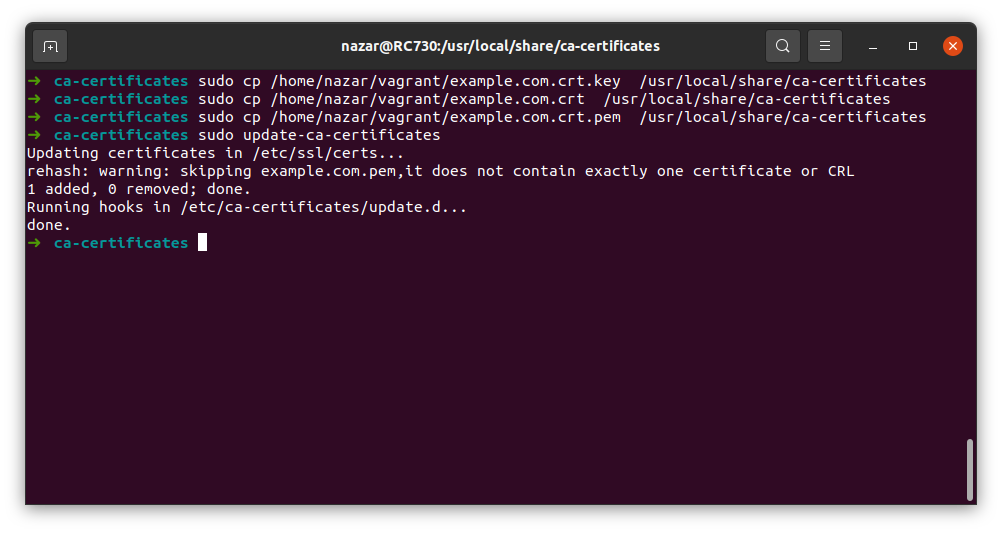 nazar@RC730:/usr/local/share/ca-certificates
➜  ca-certificates sudo cp /home/nazar/vagrant/example.com.crt.key  /usr/local/share/ca-certificates
➜  ca-certificates sudo cp /home/nazar/vagrant/example.com.crt  /usr/local/share/ca-certificates
➜  ca-certificates sudo cp /home/nazar/vagrant/example.com.crt.pem  /usr/local/share/ca-certificates
➜  ca-certificates sudo update-ca-certificates
Updating certificates in /etc/ssl/certs...
rehash: warning: skipping example.com.pem,it does not contain exactly one certificate or CRL
1 added, 0 removed; done.
Running hooks in /etc/ca-certificates/update.d...
done.
➜  ca-certificates